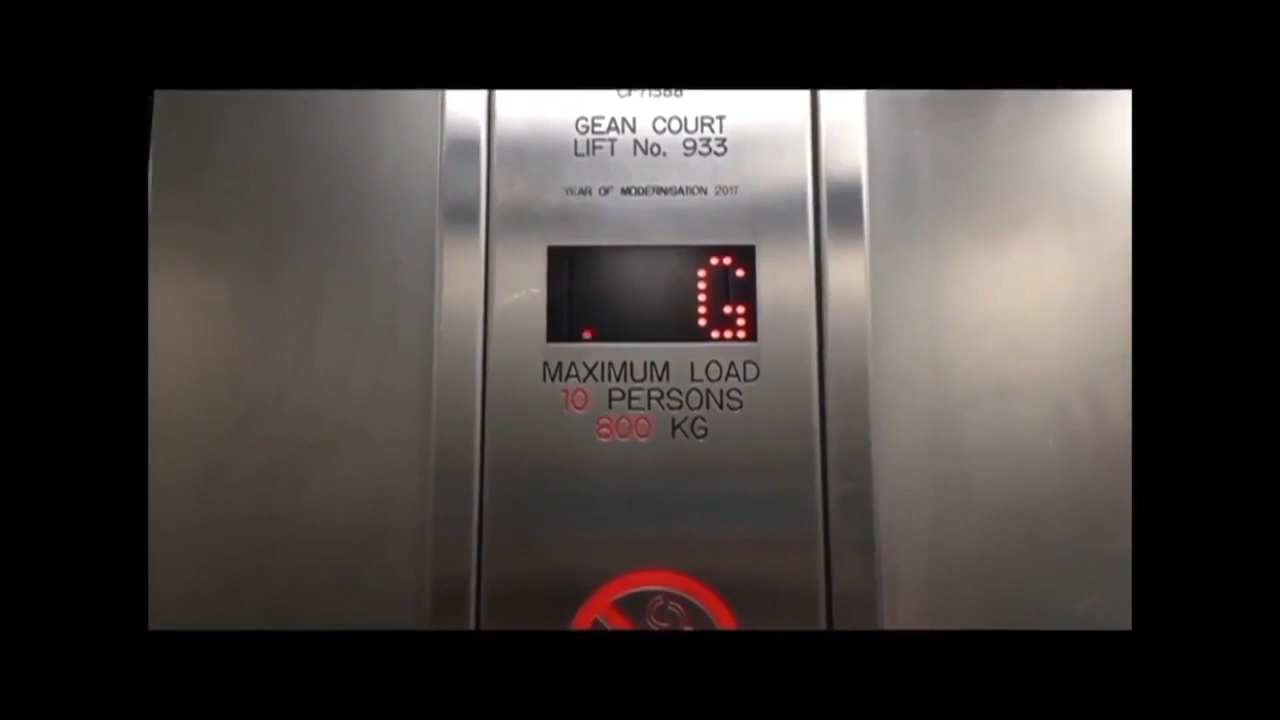 GEAN COURT
LIFT No. 933
YEAR OF MODERNISATION 2017
G
MAXIMUM LOAD
10 PERSONS
800 KG